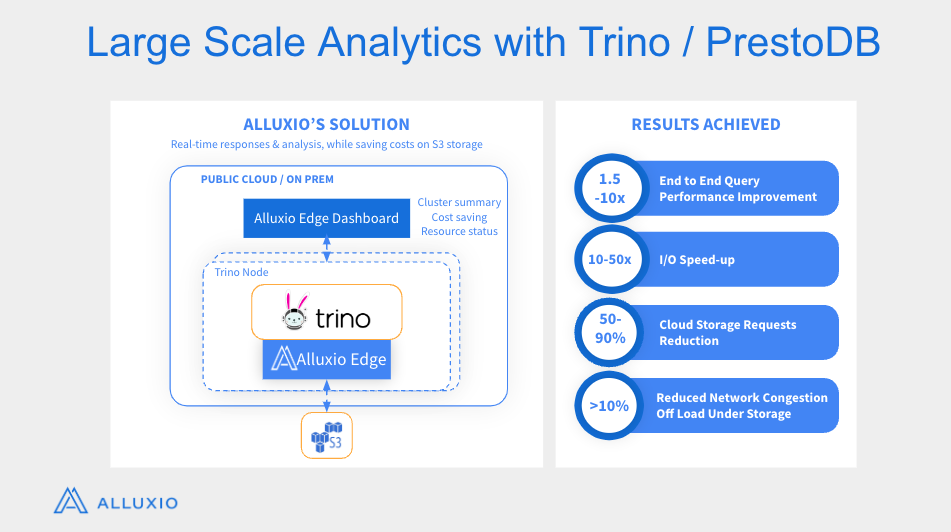 Large Scale Analytics with Trino / PrestoDB
ALLUXIO’S SOLUTION
Real-time responses & analysis, while saving costs on S3 storage
PUBLIC CLOUD / ON PREM
Alluxio Edge Dashboard
Cluster summary
Cost saving
Resource status
Trino Node
trino
Alluxio Edge
S3
RESULTS ACHIEVED
1.5
-10x
End to End Query
Performance Improvement
10-50x
I/O Speed-up
50-
90%
Cloud Storage Requests
Reduction
>10%
Reduced Network Congestion
Off Load Under Storage
ALLUXIO